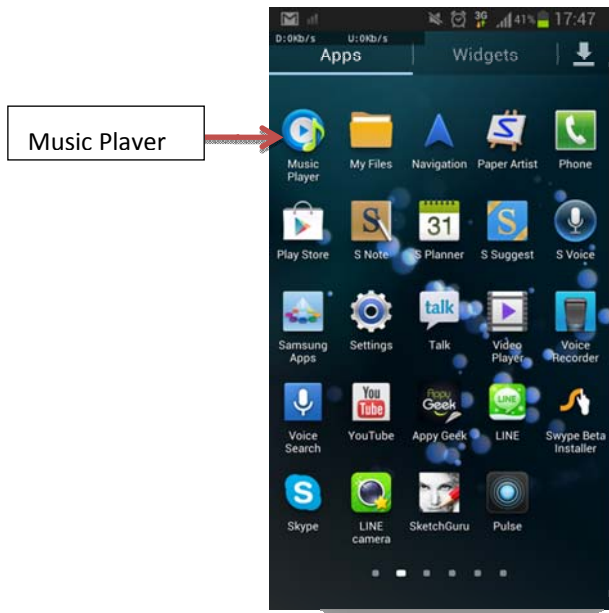 3G 41% 17:47
D:0Kb/s U:0Kb/s
Apps Widgets
Music Plaver
Music Player My Files Navigation Paper Artist Phone
31
Play Store S Note S Planner S Suggest S Voice
talk
Samsung Apps Settings Talk Video Player Voice Recorder
You Tube Appy Geek LINE
Voice Search YouTube Appy Geek LINE Swype Beta Installer
Skype LINE camera SketchGuru Pulse